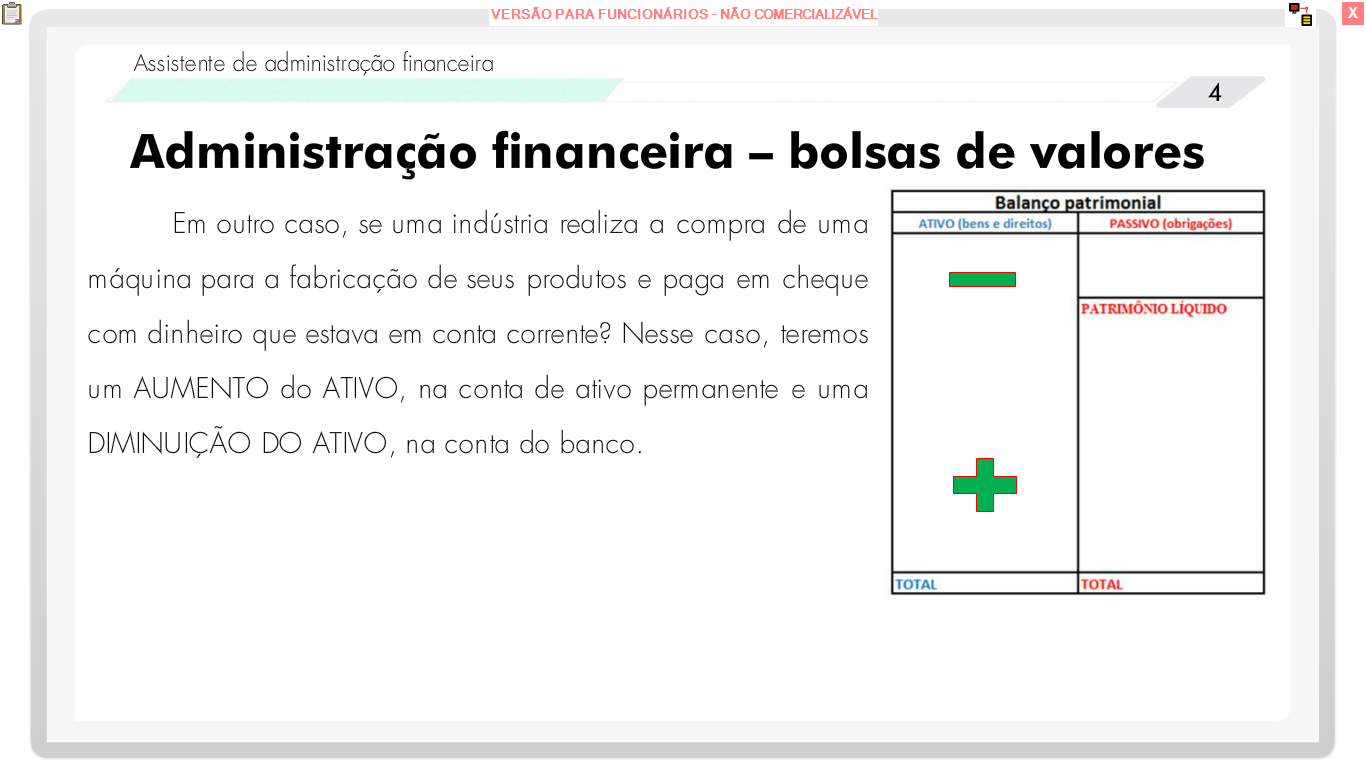 VERSÃO PARA FUNCIONÁRIOS - NÃO COMERCIALIZÁVEL
X
Assistente de administração financeira
4
Administração financeira – bolsas de valores
Em outro caso, se uma indústria realiza a compra de uma
máquina para a fabricação de seus produtos e paga em cheque
com dinheiro que estava em conta corrente? Nesse caso, teremos
um AUMENTO do ATIVO, na conta de ativo permanente e uma
DIMINUIÇÃO DO ATIVO, na conta do banco.
Balanço patrimonial
ATIVO (bens e direitos) PASSIVO (obrigações)
PATRIMÔNIO LÍQUIDO
TOTAL TOTAL